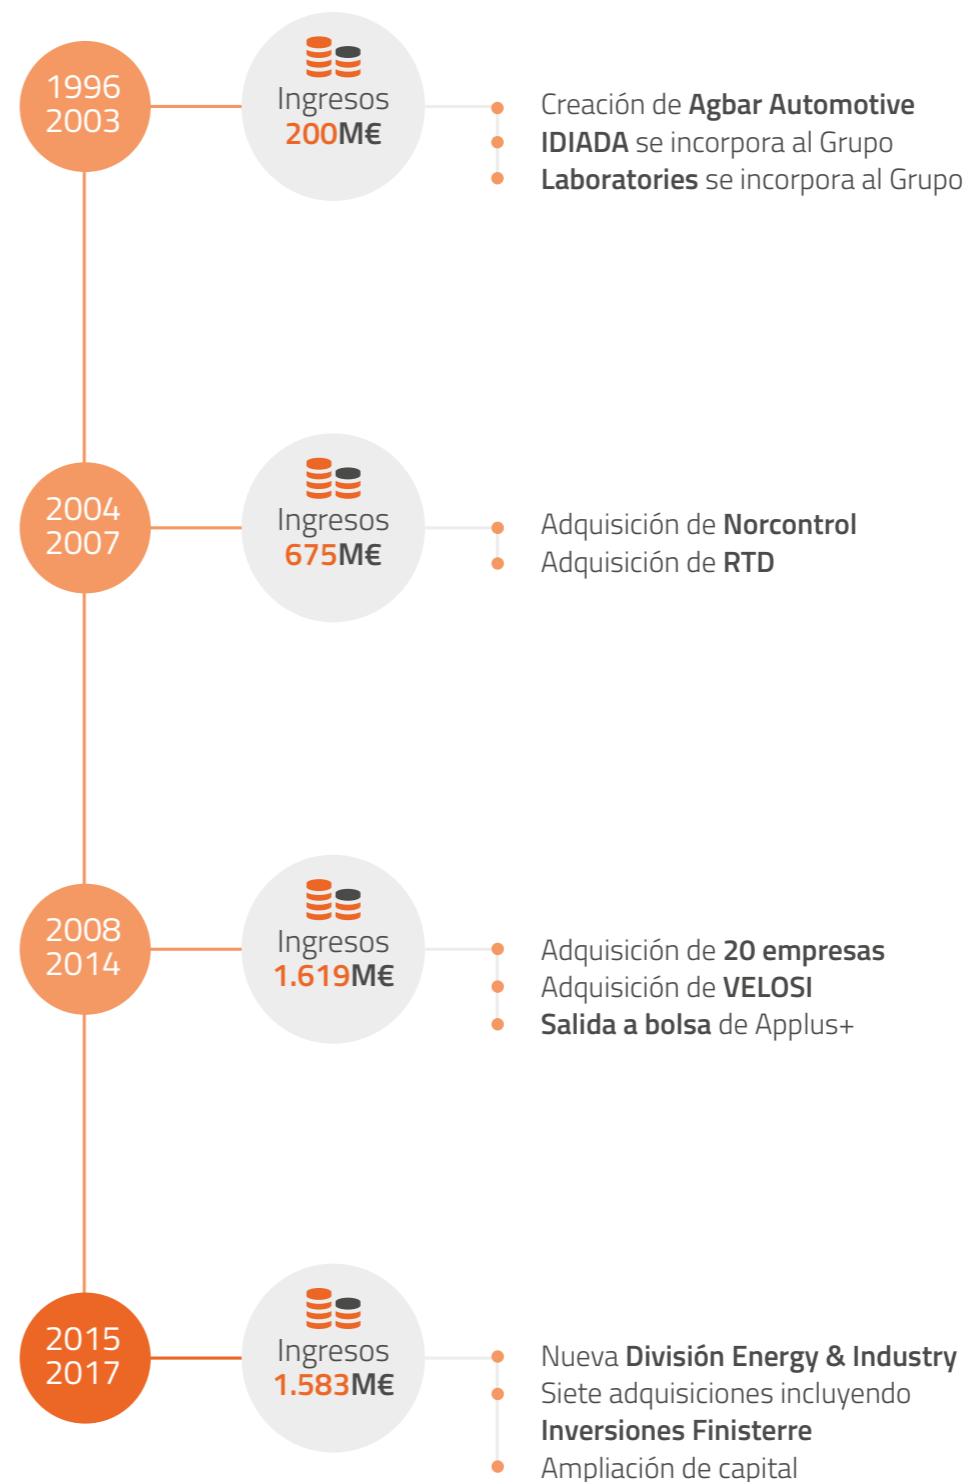 1996
2003
Ingresos
200M€
Creación de Agbar Automotive
IDIADA se incorpora al Grupo
Laboratories se incorpora al Grupo
2004
2007
Ingresos
675M€
Adquisición de Norcontrol
Adquisición de RTD
2008
2014
Ingresos
1.619M€
Adquisición de 20 empresas
Adquisición de VELOSI
Salida a bolsa de Applus+
2015
2017
Ingresos
1.583M€
Nueva División Energy & Industry
Siete adquisiciones incluyendo
Inversiones Finisterre
Ampliación de capital